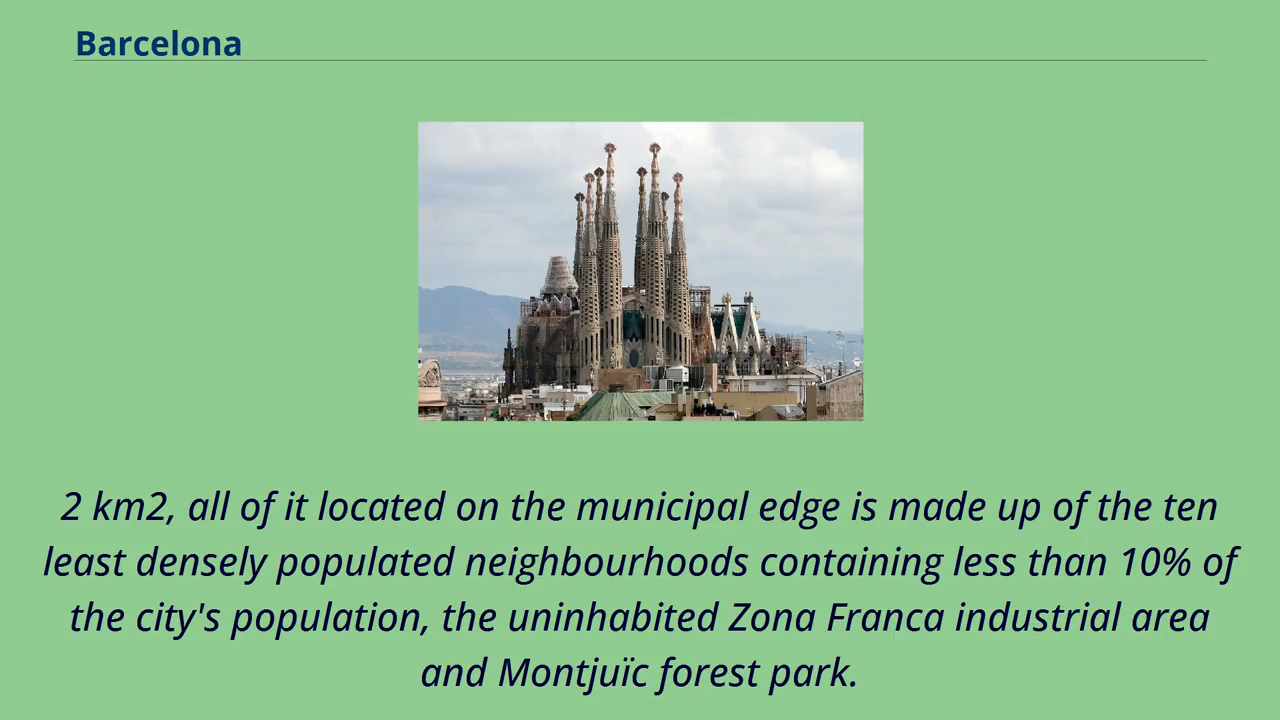 Barcelona
2 km2, all of it located on the municipal edge is made up of the ten
least densely populated neighbourhoods containing less than 10% of
the city's population, the uninhabited Zona Franca industrial area
and Montjuïc forest park.